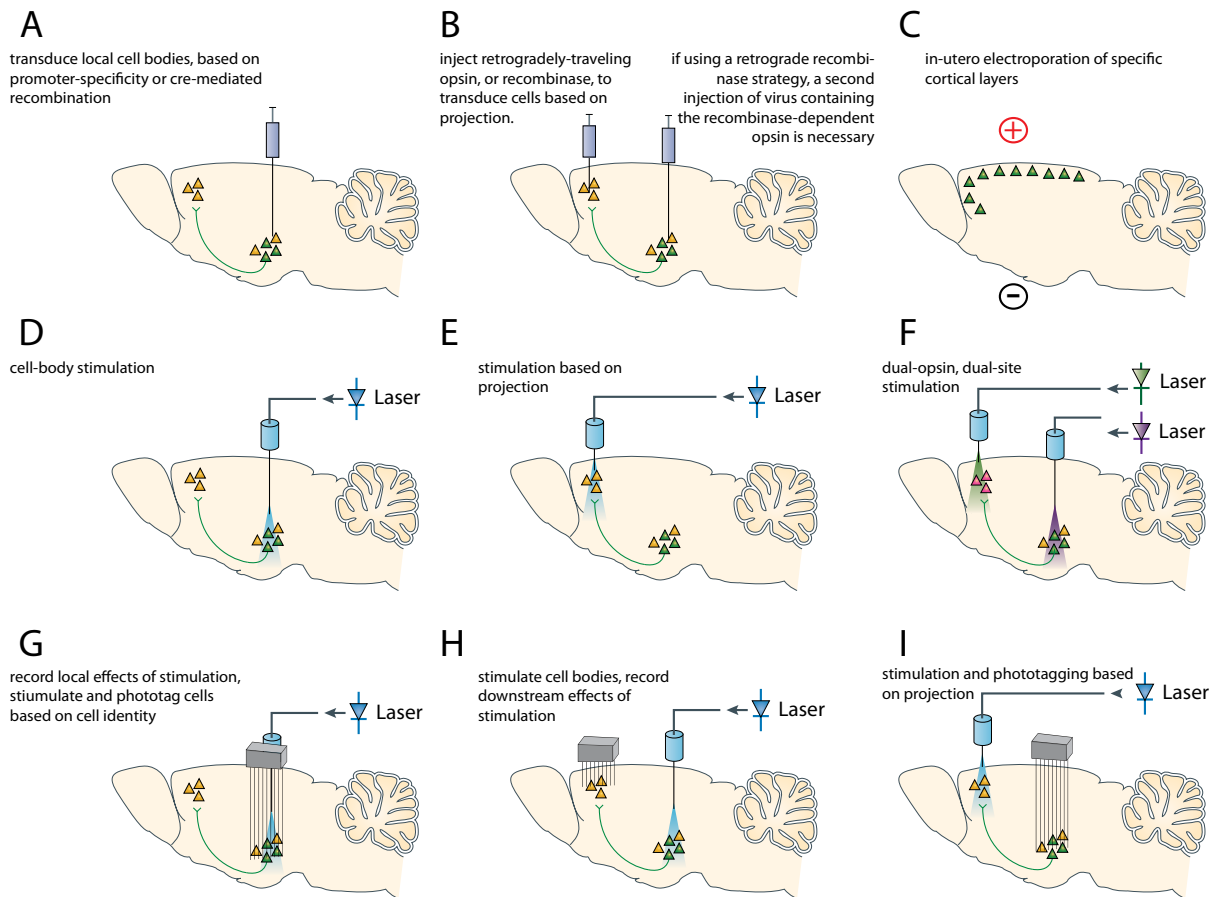 A
transduce local cell bodies, based on
promoter-specificity or cre-mediated
recombination
B
inject retrogradely-traveling
opsin, or recombinase, to
transduce cells based on
projection.
if using a retrograde recombi-
nase strategy, a second
injection of virus containing
the recombinase-dependent
opsin is necessary
C
in-utero electroporation of specific
cortical layers
+
-
D
cell-body stimulation
Laser
E
stimulation based on
projection
Laser
F
dual-opsin, dual-site
stimulation
Laser
Laser
G
record local effects of stimulation,
stiumulate and phototag cells
based on cell identity
Laser
H
stimulate cell bodies, record
downstream effects of
stimulation
Laser
I
stimulation and phototagging based
on projection
Laser